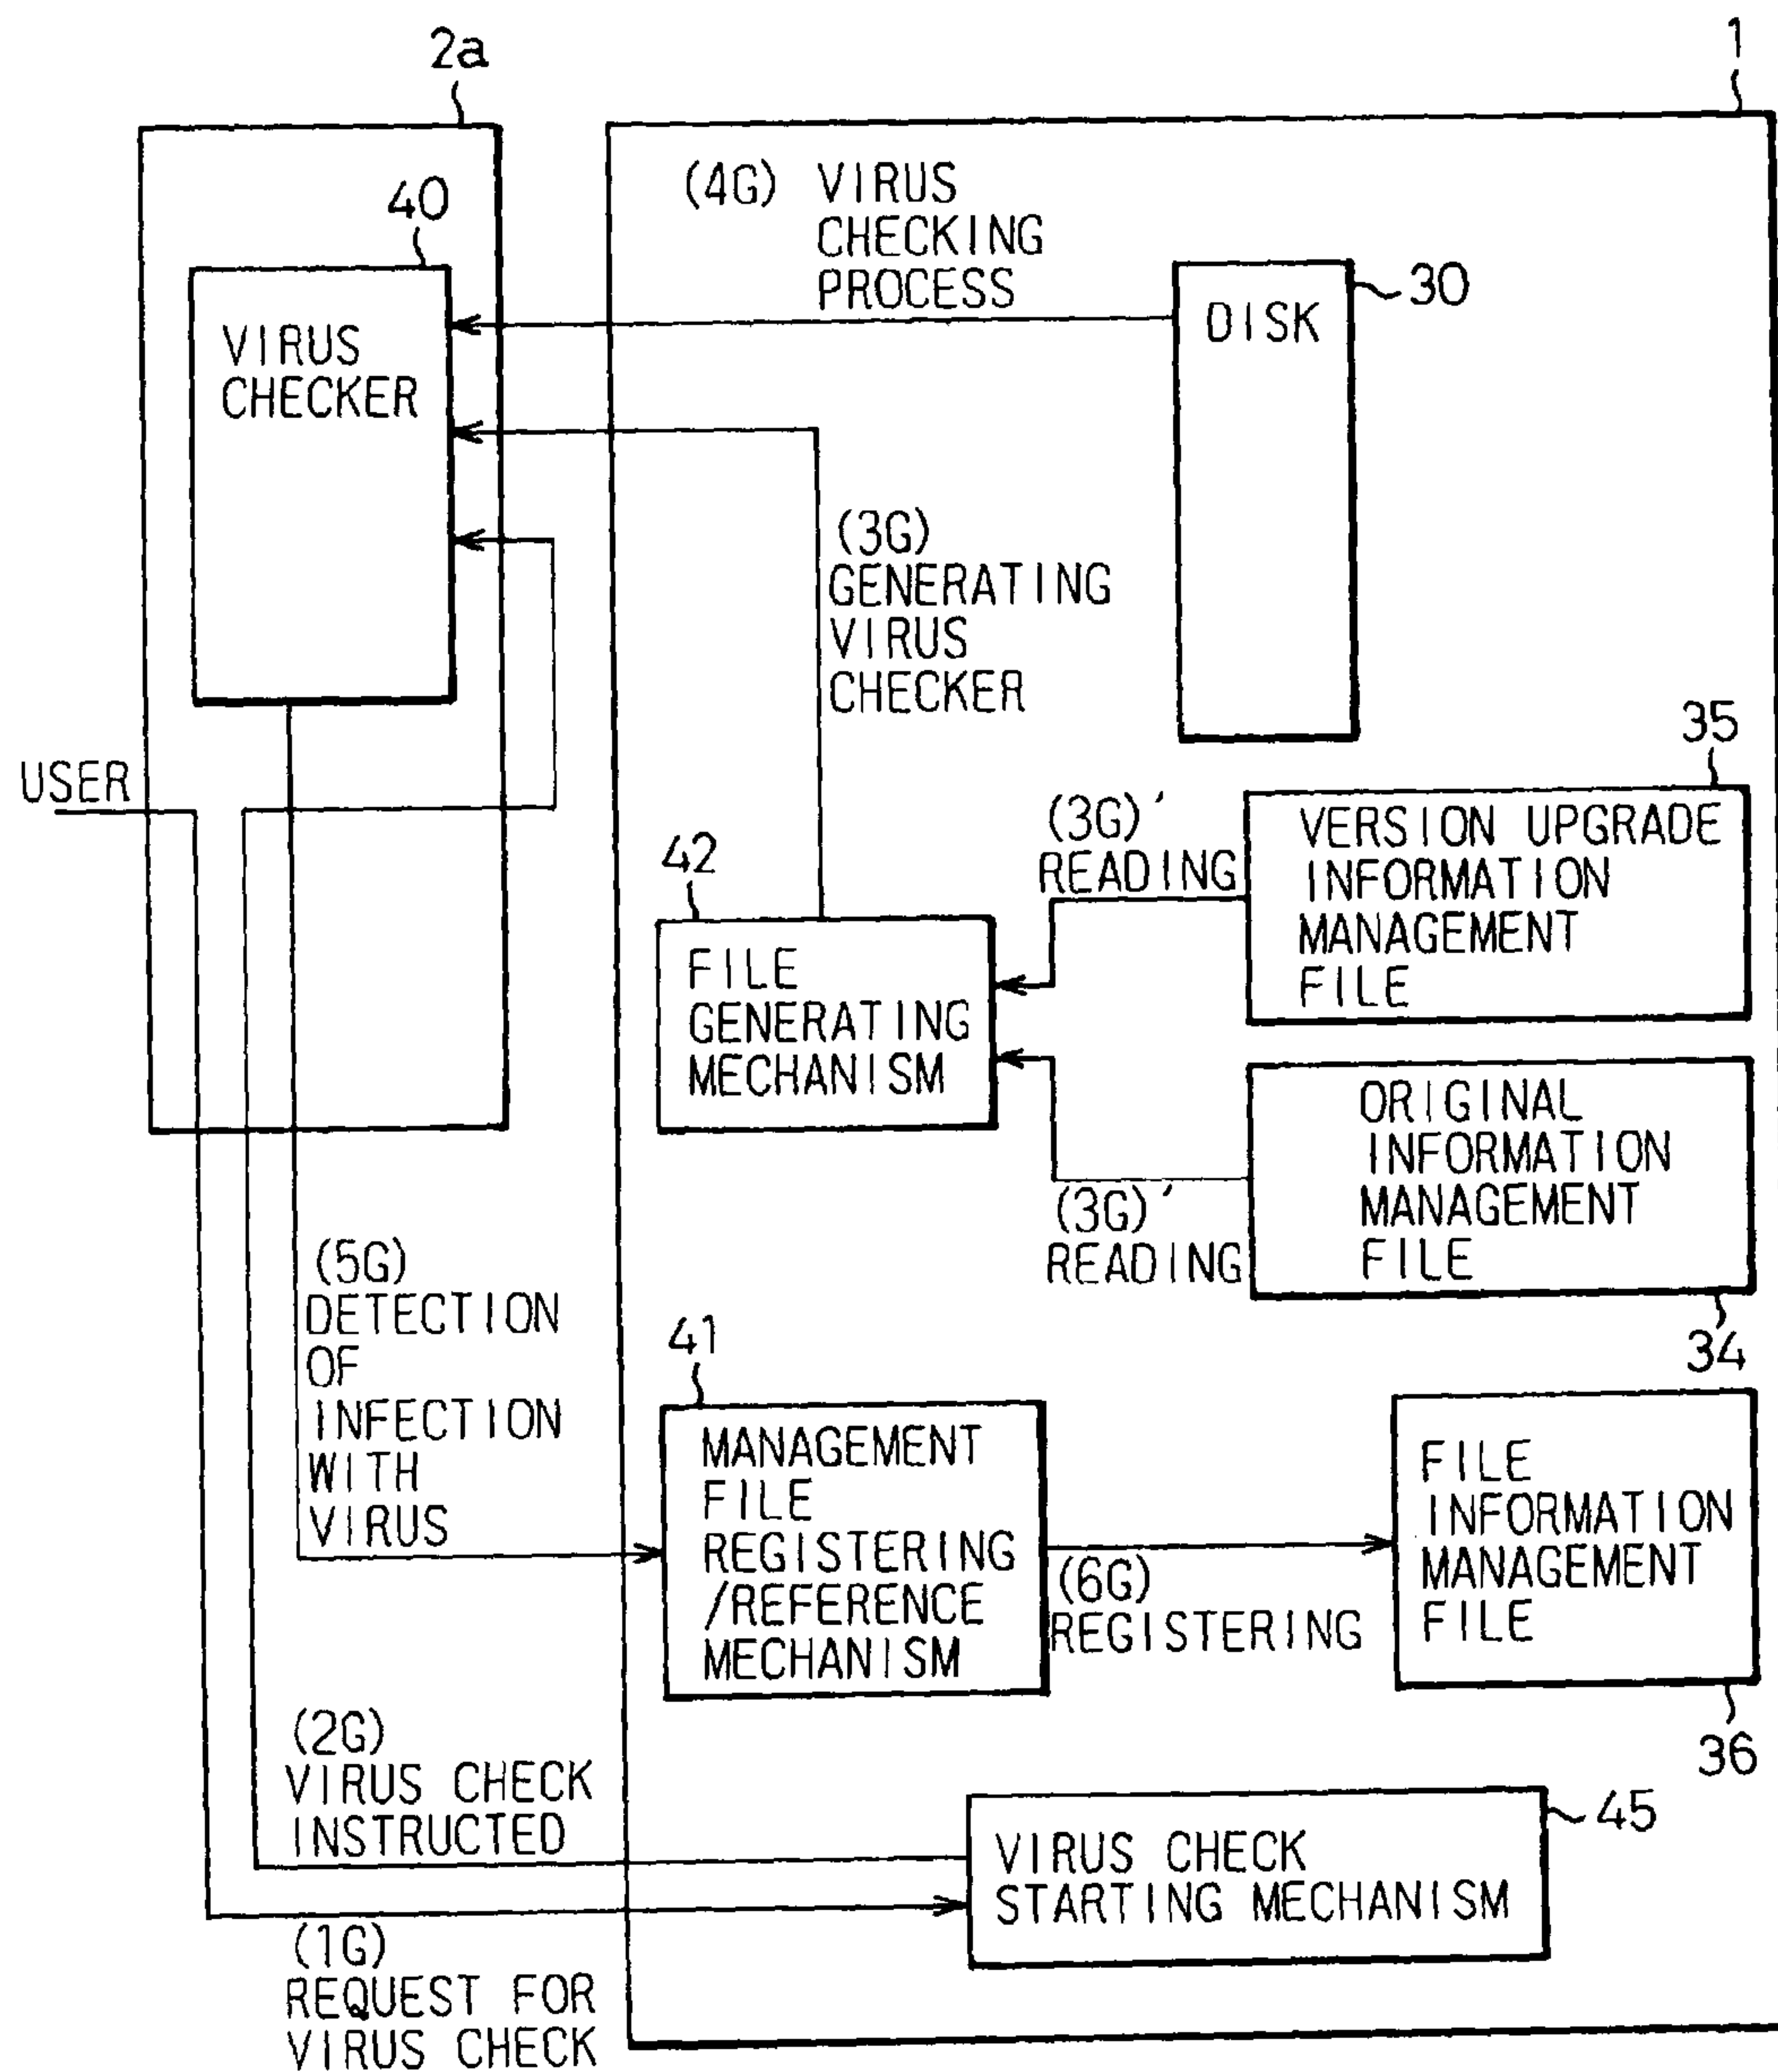 2a
1
40
(4G) VIRUS
CHECKING
PROCESS
30
DISK
VIRUS
CHECKER
(3G)
GENERATING
VIRUS
CHECKER
35
USER
(3G)'
READING
VERSION UPGRADE
INFORMATION
MANAGEMENT
FILE
42
FILE
GENERATING
MECHANISM
ORIGINAL
INFORMATION
MANAGEMENT
FILE
(3G)'
READING
34
(5G)
DETECTION
OF
INFECTION
WITH
VIRUS
41
MANAGEMENT
FILE
REGISTERING
/REFERENCE
MECHANISM
(6G)
REGISTERING
FILE
INFORMATION
MANAGEMENT
FILE
36
(2G)
VIRUS CHECK
INSTRUCTED
45
VIRUS CHECK
STARTING MECHANISM
(1G)
REQUEST FOR
VIRUS CHECK